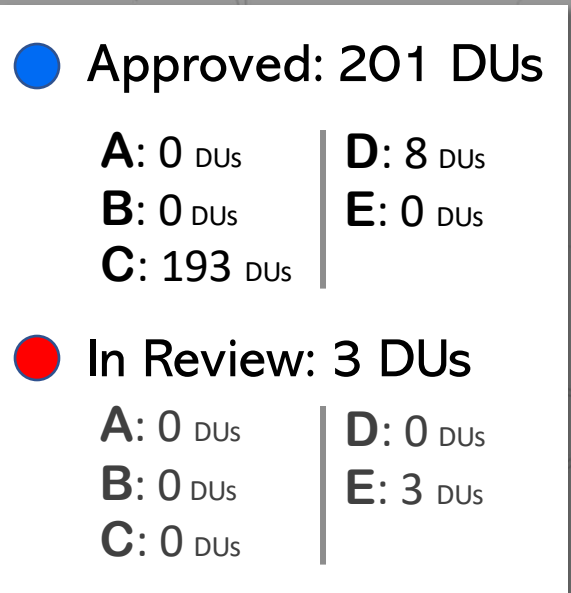 Approved: 201 DUs
A: 0 DUs
B: 0 DUs
C: 193 DUs
D: 8 DUs
E: 0 DUs
In Review: 3 DUs
A: 0 DUs
B: 0 DUs
C: 0 DUs
D: 0 DUs
E: 3 DUs